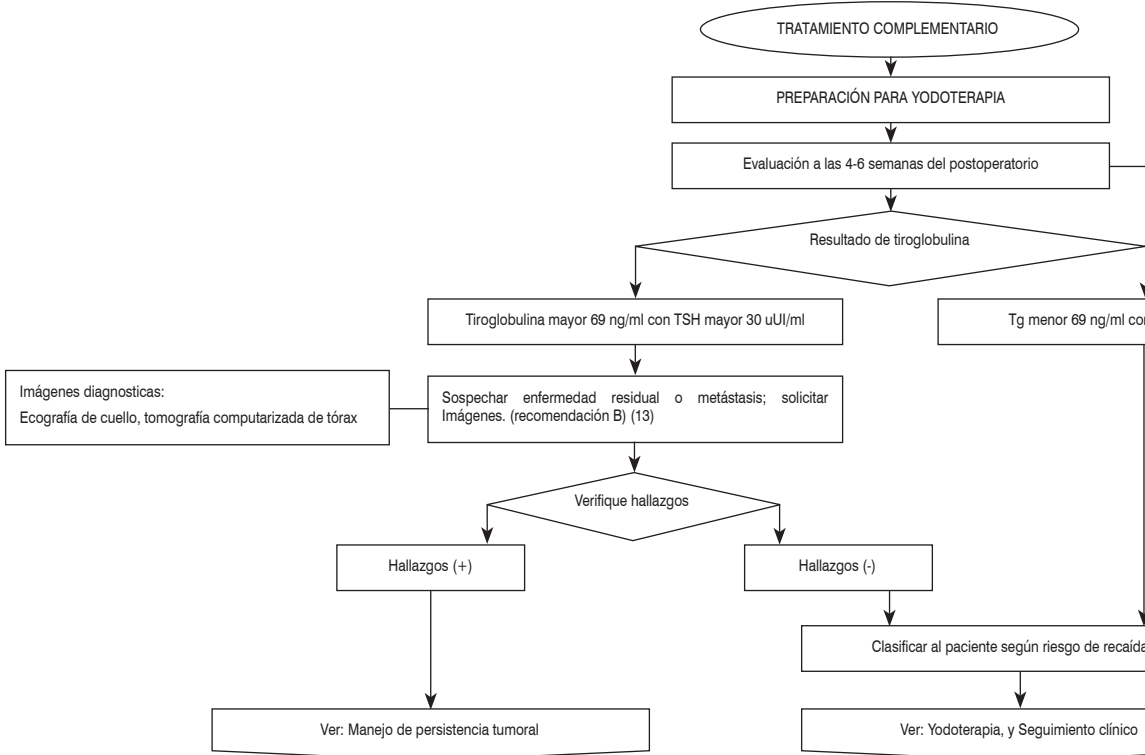 TRATAMIENTO COMPLEMENTARIO
PREPARACIÓN PARA YODOTERAPIA
Evaluación a las 4-6 semanas del postoperatorio
Resultado de tiroglobulina
Tiroglobulina mayor 69 ng/ml con TSH mayor 30 uUI/ml
Tg menor 69 ng/ml con
Imágenes diagnosticas:
Ecografía de cuello, tomografía computarizada de tórax
Sospechar enfermedad residual o metástasis; solicitar
Imágenes. (recomendación B) (13)
Verifique hallazgos
Hallazgos (+)
Hallazgos (-)
Clasificar al paciente según riesgo de recaída
Ver: Manejo de persistencia tumoral
Ver: Yodoterapia, y Seguimiento clínico